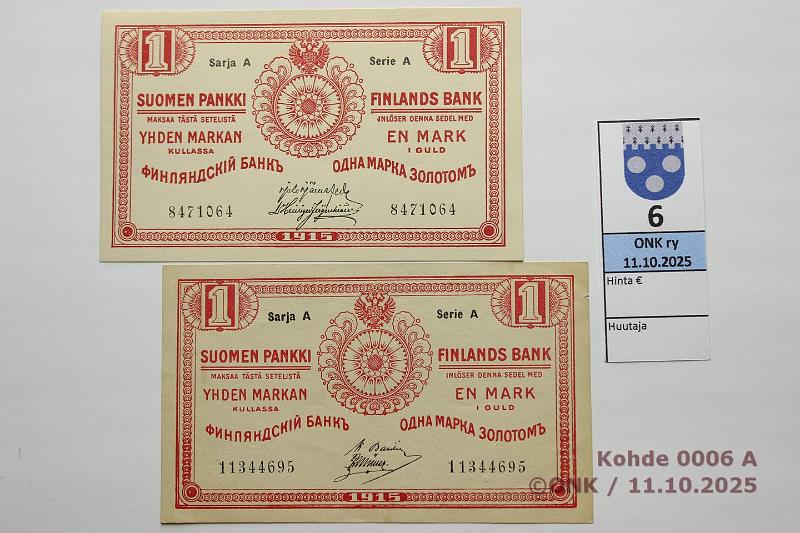 1 1
Sarja A Serie A
SUOMEN PANKKI FINLANDS BANK
MAKSAA TÄSTÄ SETELISTÄ INLÖSER DENNA SEDEL MED
YHDEN MARKAN EN MARK
KULLASSA I GULD
ФИНЛЯНДСКІЙ БАНКЪ ОДНА МАРКА ЗОЛОТОМЪ
8471064 8471064
1915
1 1
Sarja A Serie A
SUOMEN PANKKI FINLANDS BANK
MAKSAA TÄSTÄ SETELISTÄ INLÖSER DENNA SEDEL MED
YHDEN MARKAN EN MARK
KULLASSA I GULD
ФИНЛЯНДСКІЙ БАНКЪ ОДНА МАРКА ЗОЛОТОМЪ
11344695 11344695
1915
6
ONK ry
11.10.2025
Hinta €
Huutaja
Kohde 0006 A
©ONK / 11.10.2025